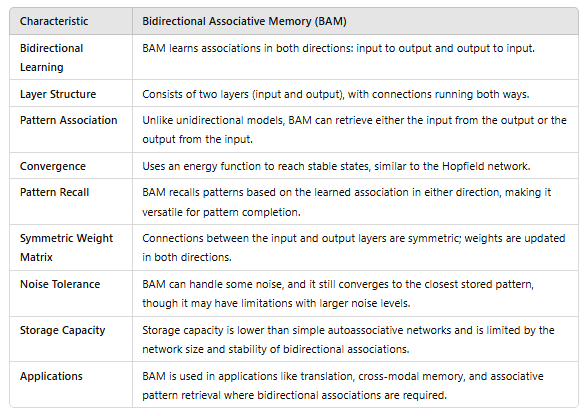 Characteristic Bidirectional Associative Memory (BAM)
Bidirectional BAM learns associations in both directions: input to output and output to input.
Learning
Layer Structure Consists of two layers (input and output), with connections running both ways.
Pattern Association Unlike unidirectional models, BAM can retrieve either the input from the output or the
output from the input.
Convergence Uses an energy function to reach stable states, similar to the Hopfield network.
Pattern Recall BAM recalls patterns based on the learned association in either direction, making it
versatile for pattern completion.
Symmetric Weight Connections between the input and output layers are symmetric; weights are updated
Matrix in both directions.
Noise Tolerance BAM can handle some noise, and it still converges to the closest stored pattern,
though it may have limitations with larger noise levels.
Storage Capacity Storage capacity is lower than simple autoassociative networks and is limited by the
network size and stability of bidirectional associations.
Applications BAM is used in applications like translation, cross-modal memory, and associative
pattern retrieval where bidirectional associations are required.